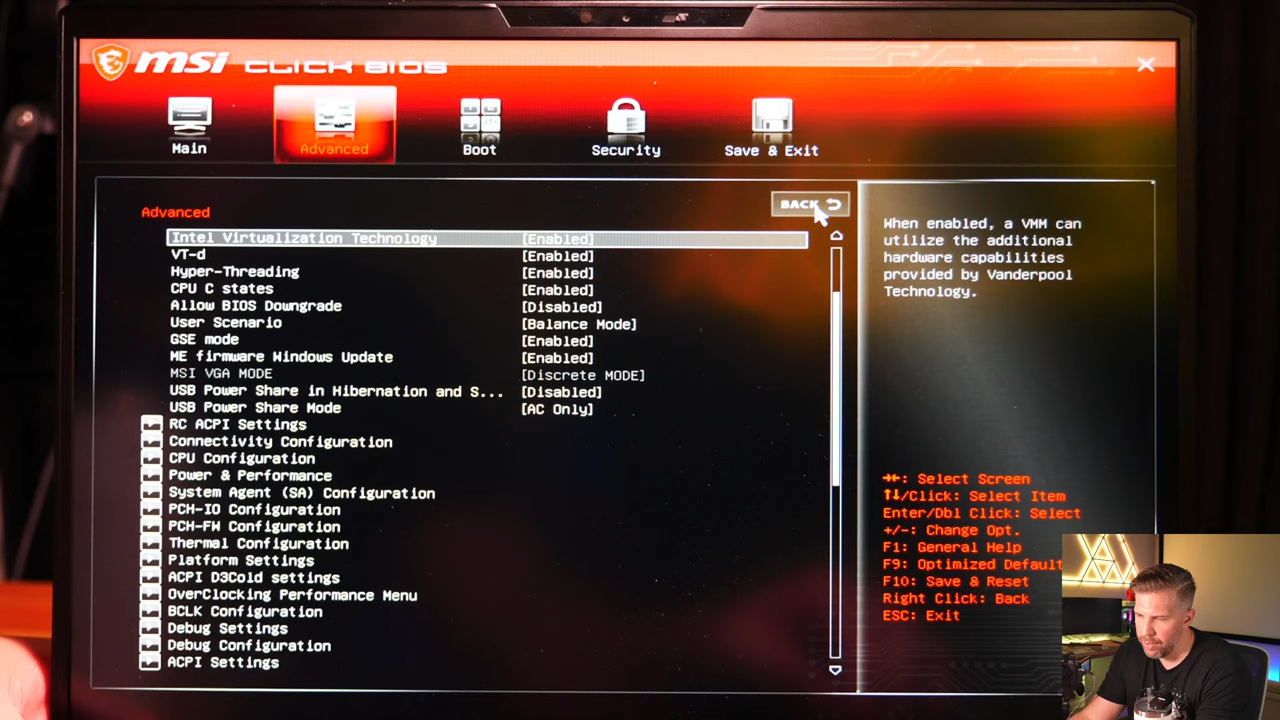 msi CLICK BIOS
Main
Advanced
Boot
Security
Save & Exit
BACK
Advanced
Intel Virtualization Technology [Enabled]
VT-d [Enabled]
Hyper-Threading [Enabled]
CPU C states [Enabled]
Allow BIOS Downgrade [Disabled]
User Scenario [Balance Mode]
GSE mode [Enabled]
ME firmware Windows Update [Enabled]
MSI VGA MODE [Discrete MODE]
USB Power Share in Hibernation and S... [Disabled]
USB Power Share Mode [AC Only]
RC ACPI Settings
Connectivity Configuration
CPU Configuration
Power & Performance
System Agent (SA) Configuration
PCH-IO Configuration
PCH-FW Configuration
Thermal Configuration
Platform Settings
ACPI D3Cold settings
OverClocking Performance Menu
BCLK Configuration
Debug Settings
Debug Configuration
ACPI Settings
When enabled, a VMM can
utilize the additional
hardware capabilities
provided by Vanderpool
Technology.
→←: Select Screen
↑↓/Click: Select Item
Enter/Dbl Click: Select
+/-: Change Opt.
F1: General Help
F9: Optimized Default
F10: Save & Reset
Right Click: Back
ESC: Exit